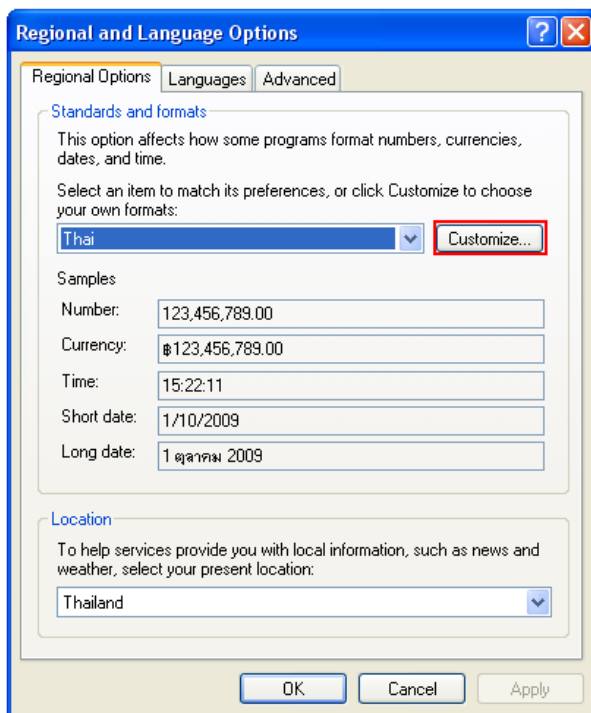 Regional and Language Options
Regional Options
Languages
Advanced
Standards and formats
This option affects how some programs format numbers, currencies,
dates, and time.
Select an item to match its preferences, or click Customize to choose
your own formats:
Thai
Customize...
Samples
Number:
123,456,789.00
Currency:
฿123,456,789.00
Time:
15:22:11
Short date:
1/10/2009
Long date:
1 ตุลาคม 2009
Location
To help services provide you with local information, such as news and
weather, select your present location:
Thailand
OK
Cancel
Apply